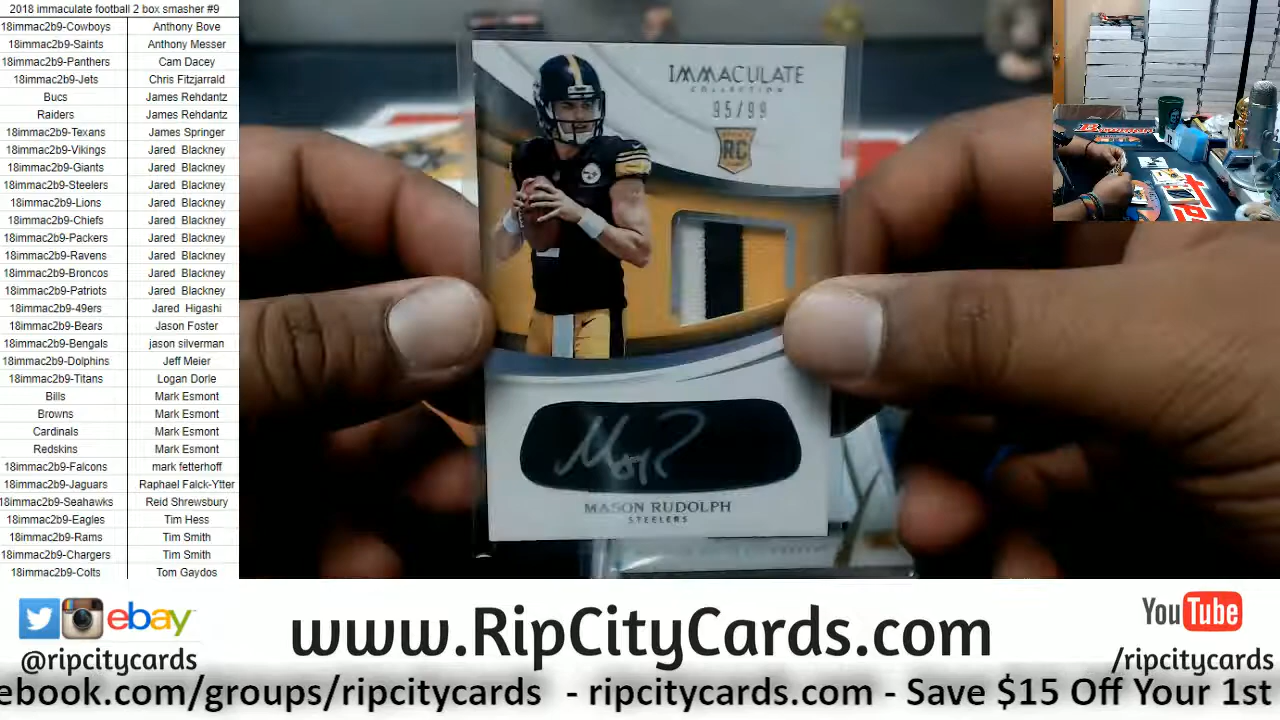 2018 immaculate football 2 box smasher #9
18immac2b9-Cowboys Anthony Bove
18immac2b9-Saints Anthony Messer
18immac2b9-Panthers Cam Dacey
18immac2b9-Jets Chris Fitzjarrald
Bucs James Rehdantz
Raiders James Rehdantz
18immac2b9-Texans James Springer
18immac2b9-Vikings Jared Blackney
18immac2b9-Giants Jared Blackney
18immac2b9-Steelers Jared Blackney
18immac2b9-Lions Jared Blackney
18immac2b9-Chiefs Jared Blackney
18immac2b9-Packers Jared Blackney
18immac2b9-Ravens Jared Blackney
18immac2b9-Broncos Jared Blackney
18immac2b9-Patriots Jared Blackney
18immac2b9-49ers Jared Higashi
18immac2b9-Bears Jason Foster
18immac2b9-Bengals jason silverman
18immac2b9-Dolphins Jeff Meier
18immac2b9-Titans Logan Dorle
Bills Mark Esmont
Browns Mark Esmont
Cardinals Mark Esmont
Redskins Mark Esmont
18immac2b9-Falcons mark fetterhoff
18immac2b9-Jaguars Raphael Falck-Ytter
18immac2b9-Seahawks Reid Shrewsbury
18immac2b9-Eagles Tim Hess
18immac2b9-Rams Tim Smith
18immac2b9-Chargers Tim Smith
18immac2b9-Colts Tom Gaydos
IMMACULATE
COLLECTION
95/99
RC
MASON RUDOLPH
STEELERS
ebay
@ripcitycards
www.RipCityCards.com
You Tube
/ripcitycards
ebook.com/groups/ripcitycards - ripcitycards.com - Save $15 Off Your 1st